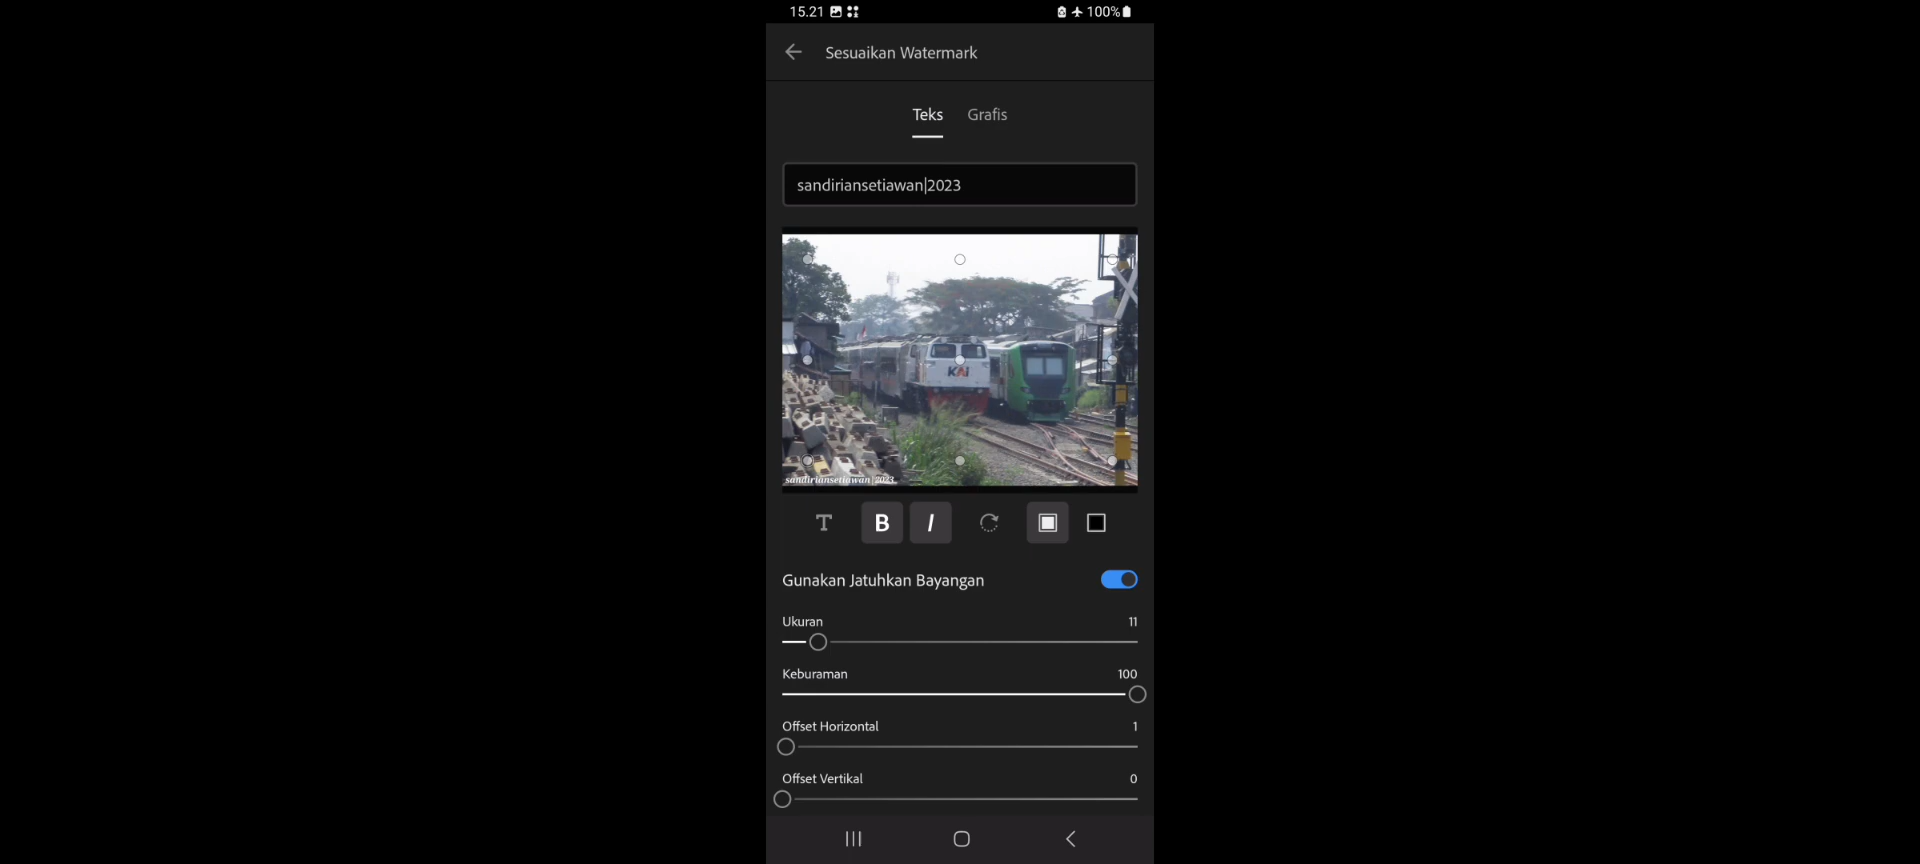 15.21 100%
Sesuaikan Watermark
Teks Grafis
sandiriansetiawan|2023
KAI
sandiriansetiawan|2023
T B I
Gunakan Jatuhkan Bayangan
Ukuran 11
Keburaman 100
Offset Horizontal 1
Offset Vertikal 0